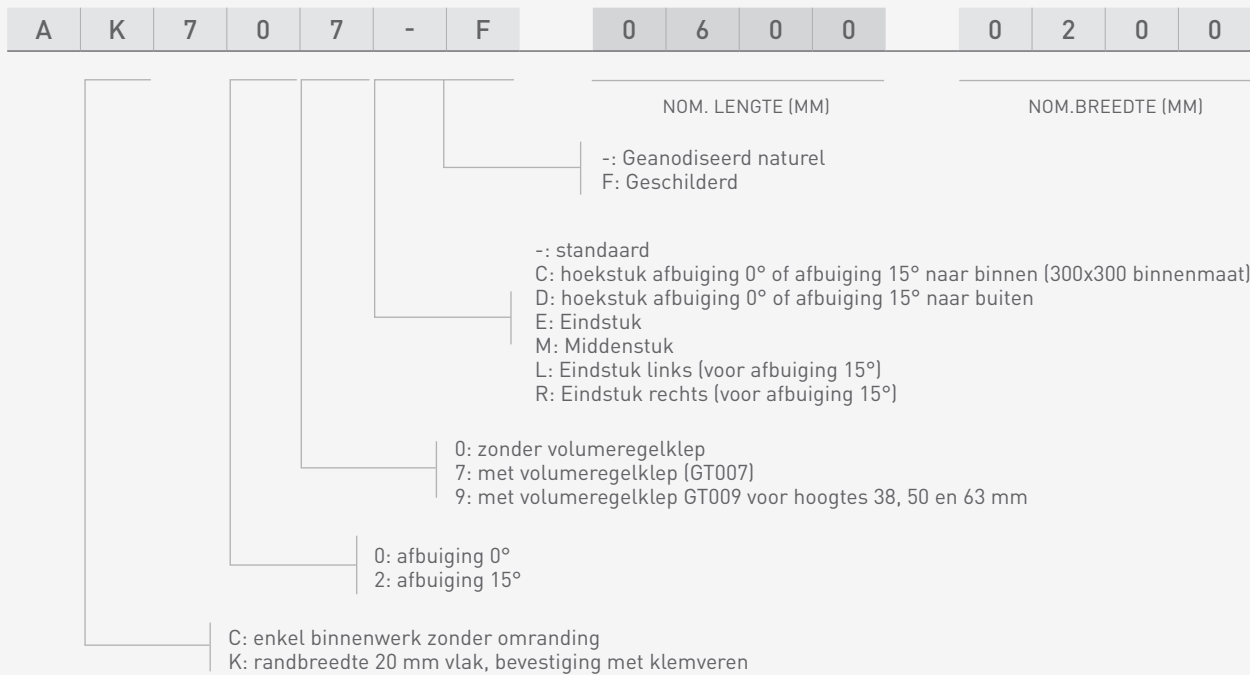 A K 7 0 7 - F 0 6 0 0 0 2 0 0
NOM. LENGTE (MM) NOM.BREEDTE (MM)
-: Geanodiseerd naturel
F: Geschilderd
-: standaard
C: hoekstuk afbuiging 0° of afbuiging 15° naar binnen (300x300 binnenmaat)
D: hoekstuk afbuiging 0° of afbuiging 15° naar buiten
E: Eindstuk
M: Middenstuk
L: Eindstuk links (voor afbuiging 15°)
R: Eindstuk rechts (voor afbuiging 15°)
0: zonder volumeregelklep
7: met volumeregelklep (GT007)
9: met volumeregelklep GT009 voor hoogtes 38, 50 en 63 mm
0: afbuiging 0°
2: afbuiging 15°
C: enkel binnenwerk zonder omranding
K: randbreedte 20 mm vlak, bevestiging met klemveren